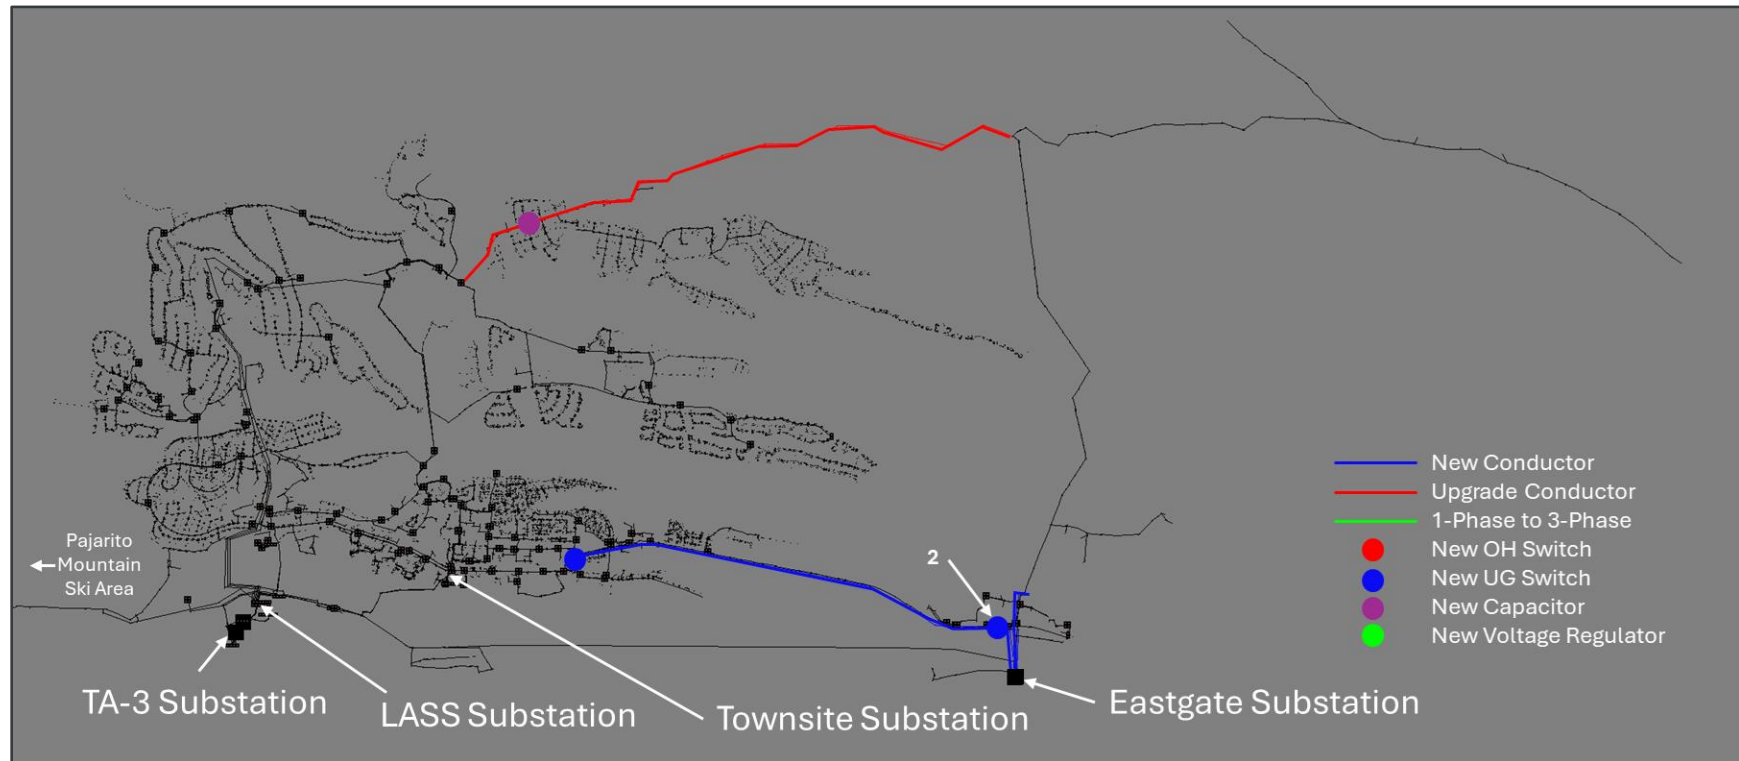 New Conductor
Upgrade Conductor
1-Phase to 3-Phase
New OH Switch
New UG Switch
New Capacitor
New Voltage Regulator
Pajarito
Mountain
Ski Area
2
TA-3 Substation
LASS Substation
Townsite Substation
Eastgate Substation